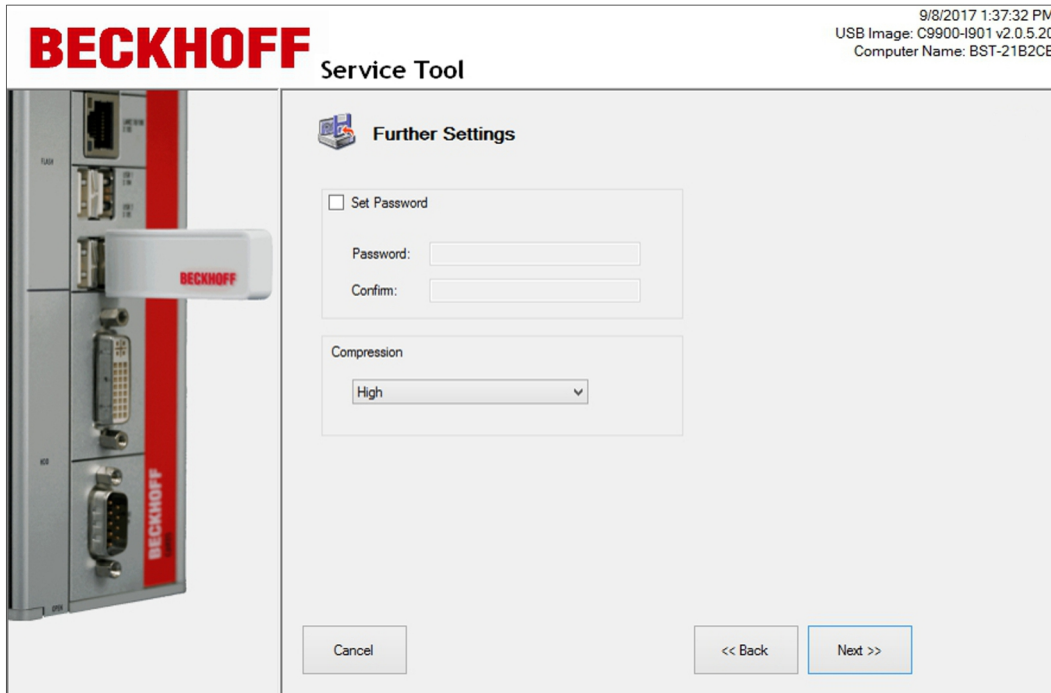 BECKHOFF
Service Tool
9/8/2017 1:37:32 PM
USB Image: C9900-I901 v2.0.5.20
Computer Name: BST-21B2CE
Further Settings
Set Password
Password:
Confirm:
Compression
High
Cancel
<< Back
Next >>
BECKHOFF
BECKHOFF